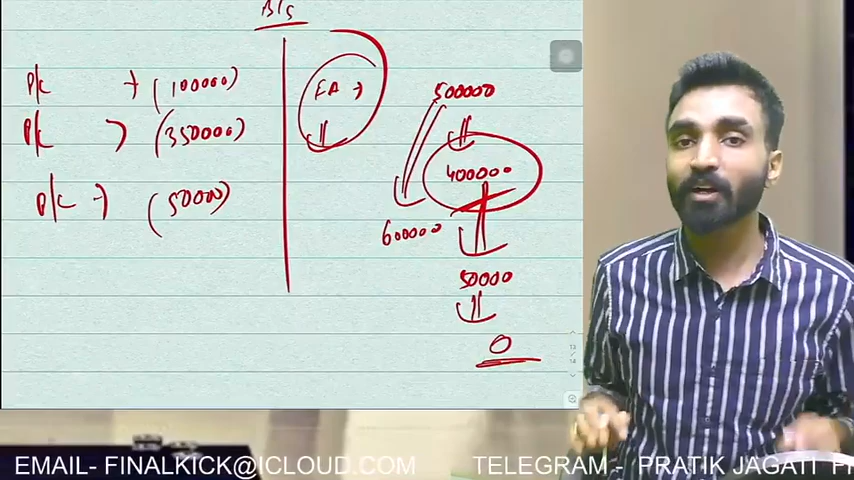 B/S
P/L → (100000)
P/L → (350000)
P/L → (50000)
FA →
500000
400000
600000
50000
0
EMAIL- FINALKICK@ICLOUD.COM TELEGRAM - PRATIK JAGATI